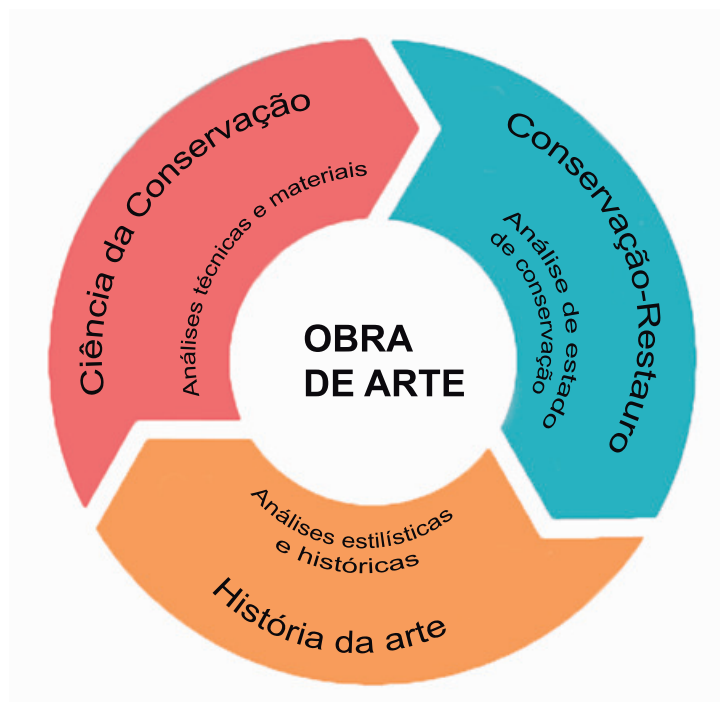 Ciência da Conservação
Análises técnicas e materiais
Conservação-Restauro
Análise de estado
de conservação
OBRA
DE ARTE
Análises estilísticas
e históricas
História da arte